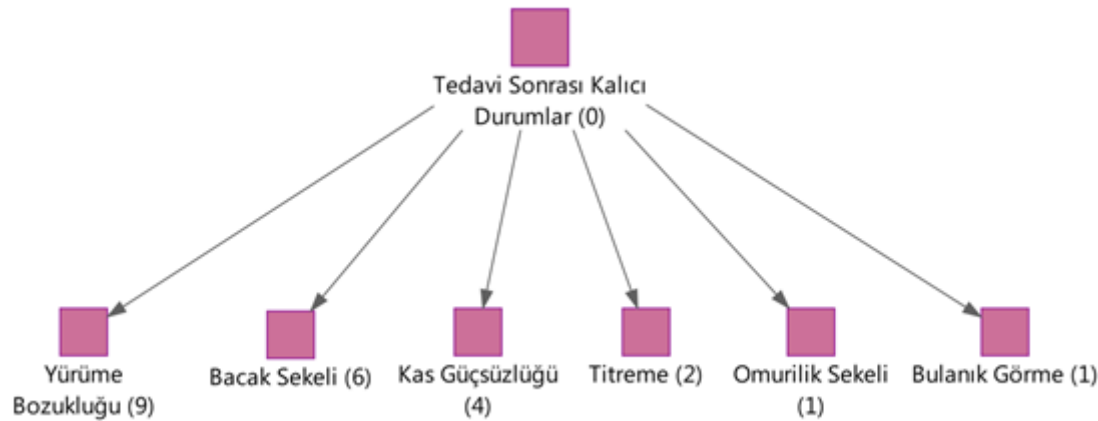 Tedavi Sonrası Kalıcı
Durumlar (0)
Yürüme
Bozukluğu (9)
Bacak Sekeli (6)
Kas Güçsüzlüğü
(4)
Titreme (2)
Omurilik Sekeli
(1)
Bulanık Görme (1)